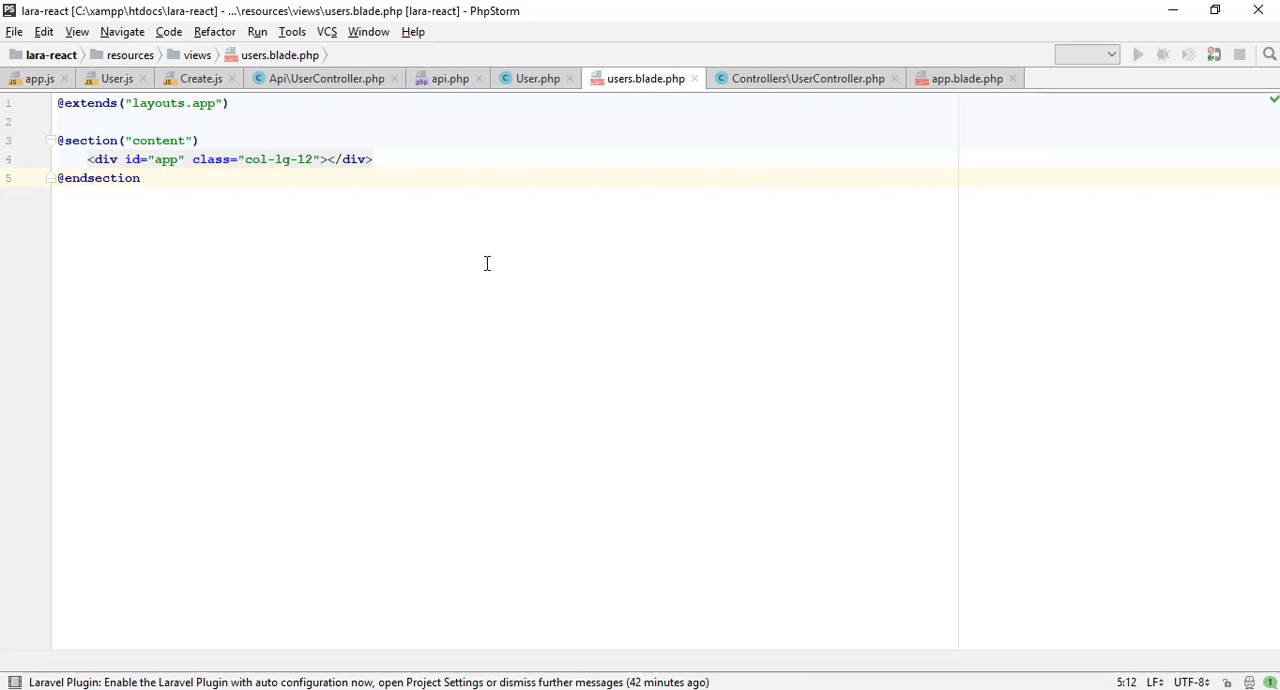 PS lara-react [C:\xampp\htdocs\lara-react] - ...\resources\views\users.blade.php [lara-react] - PhpStorm
File Edit View Navigate Code Refactor Run Tools VCS Window Help
lara-react resources views users.blade.php
app.js User.js Create.js Api\UserController.php api.php User.php users.blade.php Controllers\UserController.php app.blade.php
1 @extends("layouts.app")
2
3 @section("content")
4 <div id="app" class="col-lg-12"></div>
5 @endsection
Laravel Plugin: Enable the Laravel Plugin with auto configuration now, open Project Settings or dismiss further messages (42 minutes ago) 5:12 LF UTF-8 1